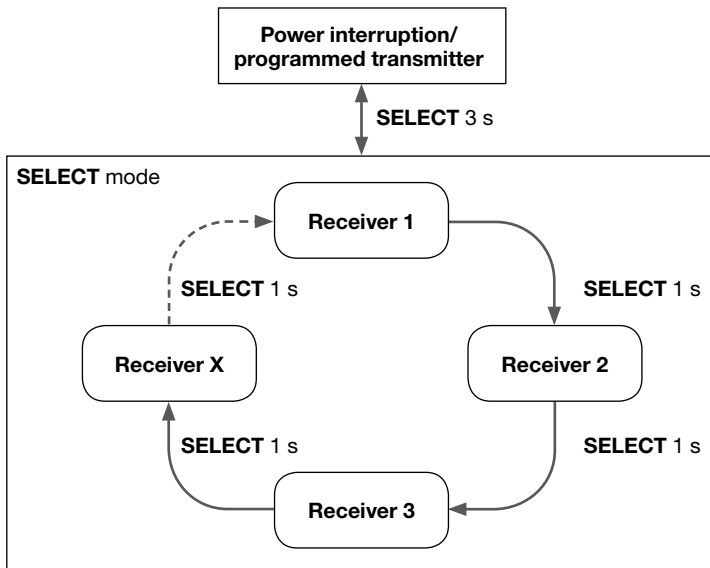 Power interruption/
programmed transmitter
SELECT 3 s
SELECT mode
Receiver 1
SELECT 1 s
SELECT 1 s
Receiver X
Receiver 2
SELECT 1 s
SELECT 1 s
Receiver 3